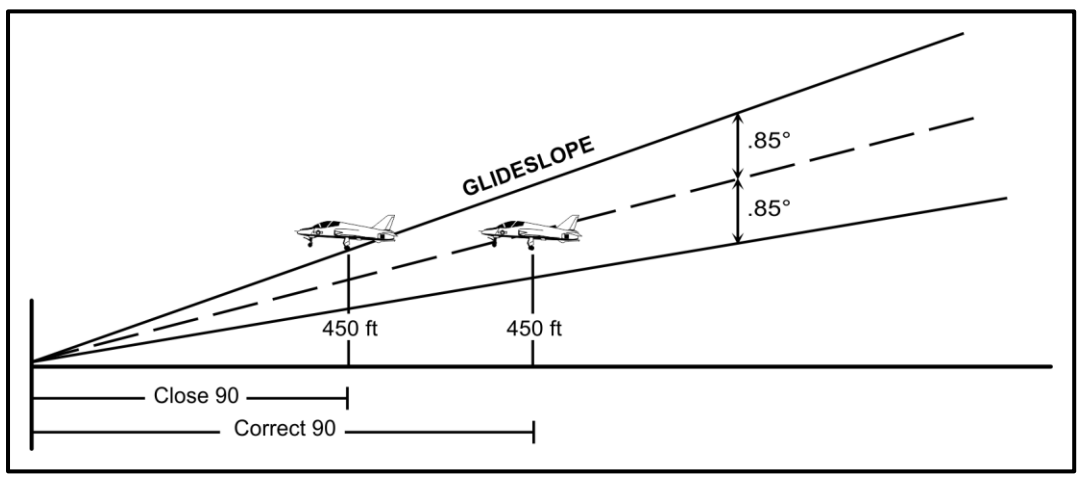 GLIDESLOPE
.85°
.85°
450 ft
450 ft
Close 90
Correct 90